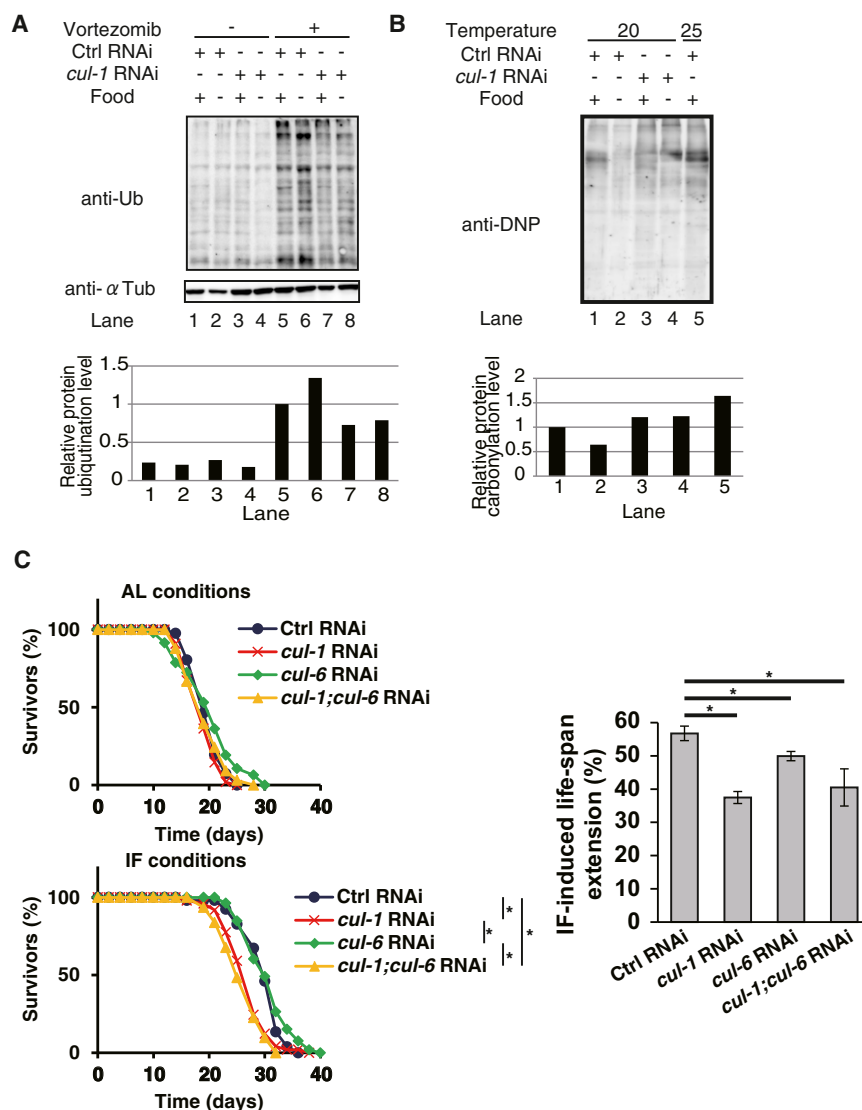 A
Vortezomib - +
Ctrl RNAi + + - - + + - -
cul-1 RNAi - - + + - - + +
Food + - + - + - + -
anti-Ub
anti- α Tub
Lane 1 2 3 4 5 6 7 8
Relative protein
ubiqutination level
1.5
1
0.5
0
1 2 3 4 5 6 7 8
Lane
B
Temperature 20 25
Ctrl RNAi + + - - +
cul-1 RNAi - - + + -
Food + - + - +
anti-DNP
Lane 1 2 3 4 5
Relative protein
carbonylation level
2
1.5
1
0.5
0
1 2 3 4 5
Lane
C
AL conditions
Survivors (%)
100
50
0
0 10 20 30 40
Time (days)
Ctrl RNAi
cul-1 RNAi
cul-6 RNAi
cul-1;cul-6 RNAi
IF conditions
Survivors (%)
100
50
0
0 10 20 30 40
Time (days)
Ctrl RNAi
cul-1 RNAi
cul-6 RNAi
cul-1;cul-6 RNAi
* * * *
IF-induced life-span
extension (%)
60
50
40
30
20
10
0
* * *
Ctrl RNAi
cul-1 RNAi
cul-6 RNAi
cul-1;cul-6 RNAi